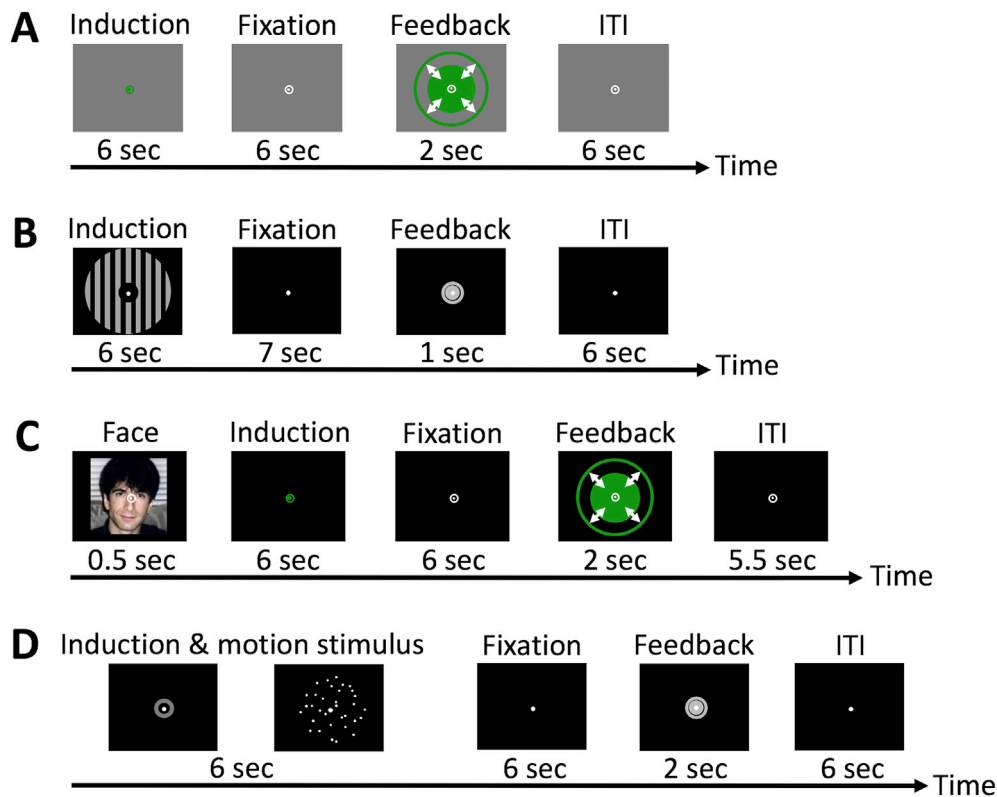 A
Induction Fixation Feedback ITI
6 sec 6 sec 2 sec 6 sec
Time
B
Induction Fixation Feedback ITI
6 sec 7 sec 1 sec 6 sec
Time
C
Face Induction Fixation Feedback ITI
0.5 sec 6 sec 6 sec 2 sec 5.5 sec
Time
D
Induction & motion stimulus Fixation Feedback ITI
6 sec 6 sec 2 sec 6 sec
Time